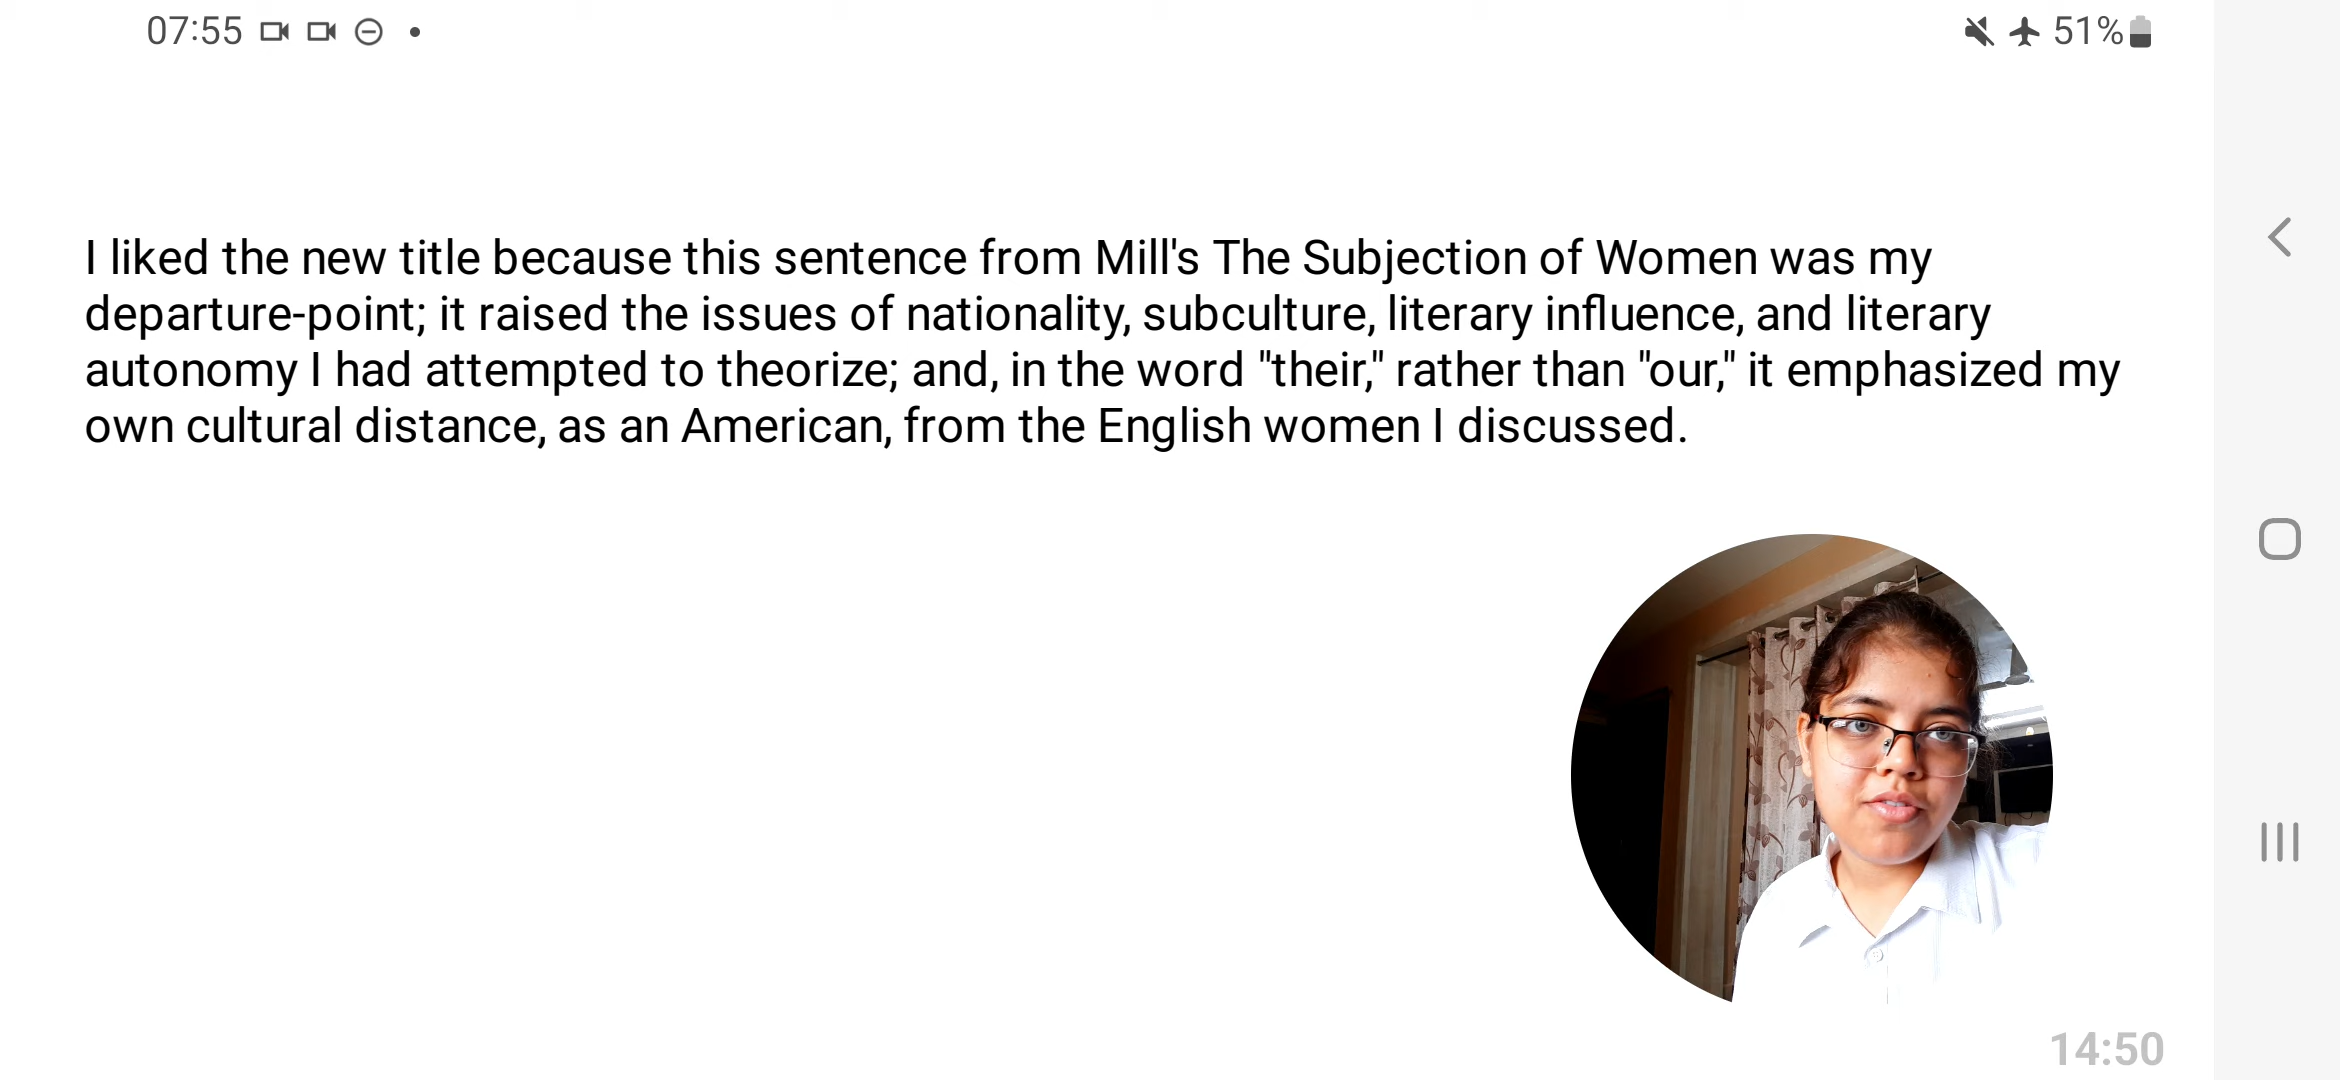 07:55
51%
I liked the new title because this sentence from Mill's The Subjection of Women was my
departure-point; it raised the issues of nationality, subculture, literary influence, and literary
autonomy I had attempted to theorize; and, in the word "their," rather than "our," it emphasized my
own cultural distance, as an American, from the English women I discussed.
14:50